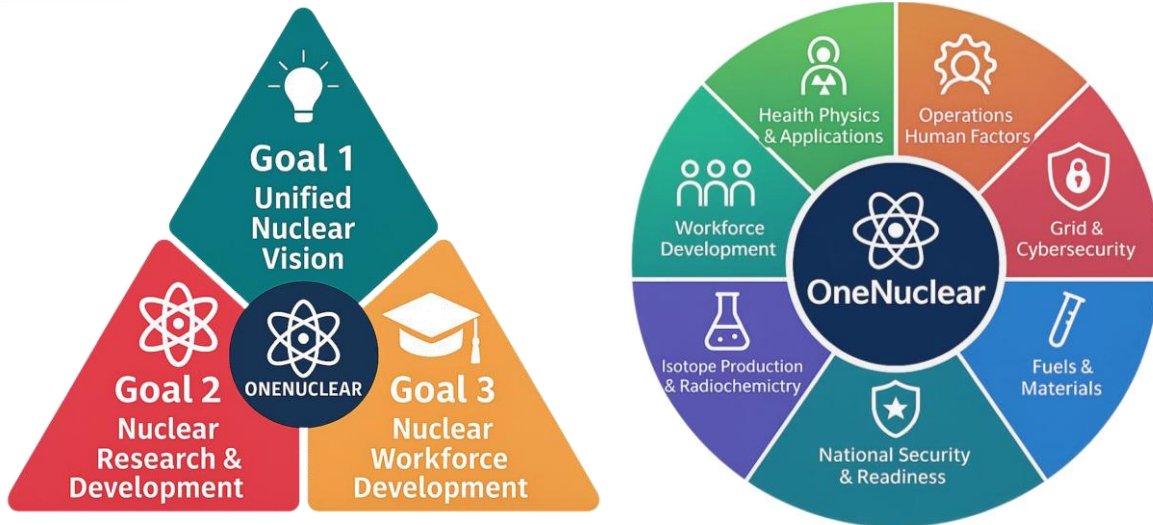 Goal 1
Unified
Nuclear
Vision
Goal 2
Nuclear
Research &
Development
ONENUCLEAR
Goal 3
Nuclear
Workforce
Development
Health Physics
& Applications
Operations
Human Factors
Grid &
Cybersecurity
Fuels &
Materials
National Security
& Readiness
Isotope Production
& Radiochemictry
Workforce
Development
OneNuclear